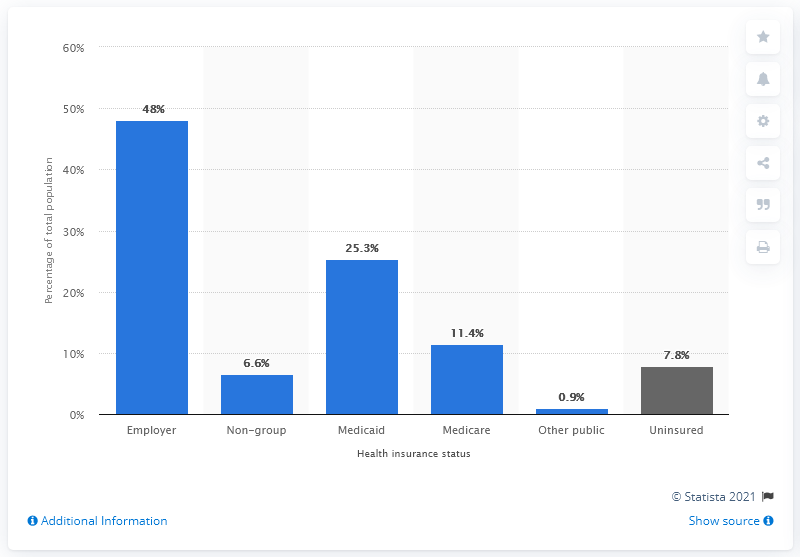 60%
50%
40%
30%
20%
10%
0%
Percentage of total population
48%
6.6%
25.3%
11.4%
0.9%
7.8%
Employer
Non-group
Medicaid
Medicare
Other public
Uninsured
Health insurance status
© Statista 2021
Additional Information
Show source